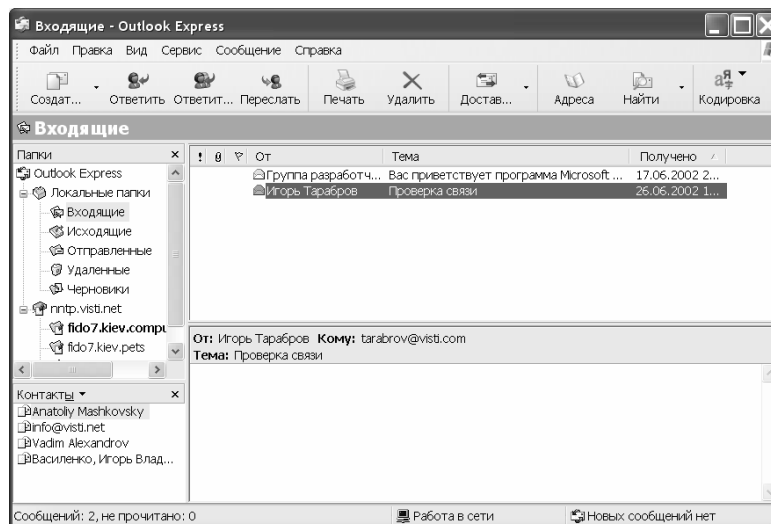 Входящие - Outlook Express
Файл Правка Вид Сервис Сообщение Справка
Создат... Ответить Ответит... Переслать Печать Удалить Достав... Адреса Найти Кодировка
Входящие
Папки
! От Тема Получено
Outlook Express
Группа разработч... Вас приветствует программа Microsoft ... 17.06.2002 2...
Локальные папки
Игорь Тарабров Проверка связи 26.06.2002 1...
Входящие
Исходящие
Отправленные
Удаленные
Черновики
nntp.visti.net
fido7.kiev.compu
fido7.kiev.pets
От: Игорь Тарабров Кому: tarabrov@visti.com
Тема: Проверка связи
Контакты
Anatoliy Mashkovsky
info@visti.net
Vadim Alexandrov
Василенко, Игорь Влад...
Сообщений: 2, не прочитано: 0 Работа в сети Новых сообщений нет